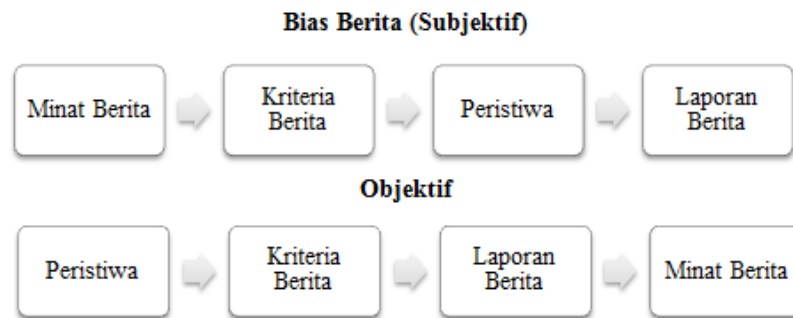 Bias Berita (Subjektif)
Minat Berita
Kriteria
Berita
Peristiwa
Laporan
Berita
Objektif
Peristiwa
Kriteria
Berita
Laporan
Berita
Minat Berita